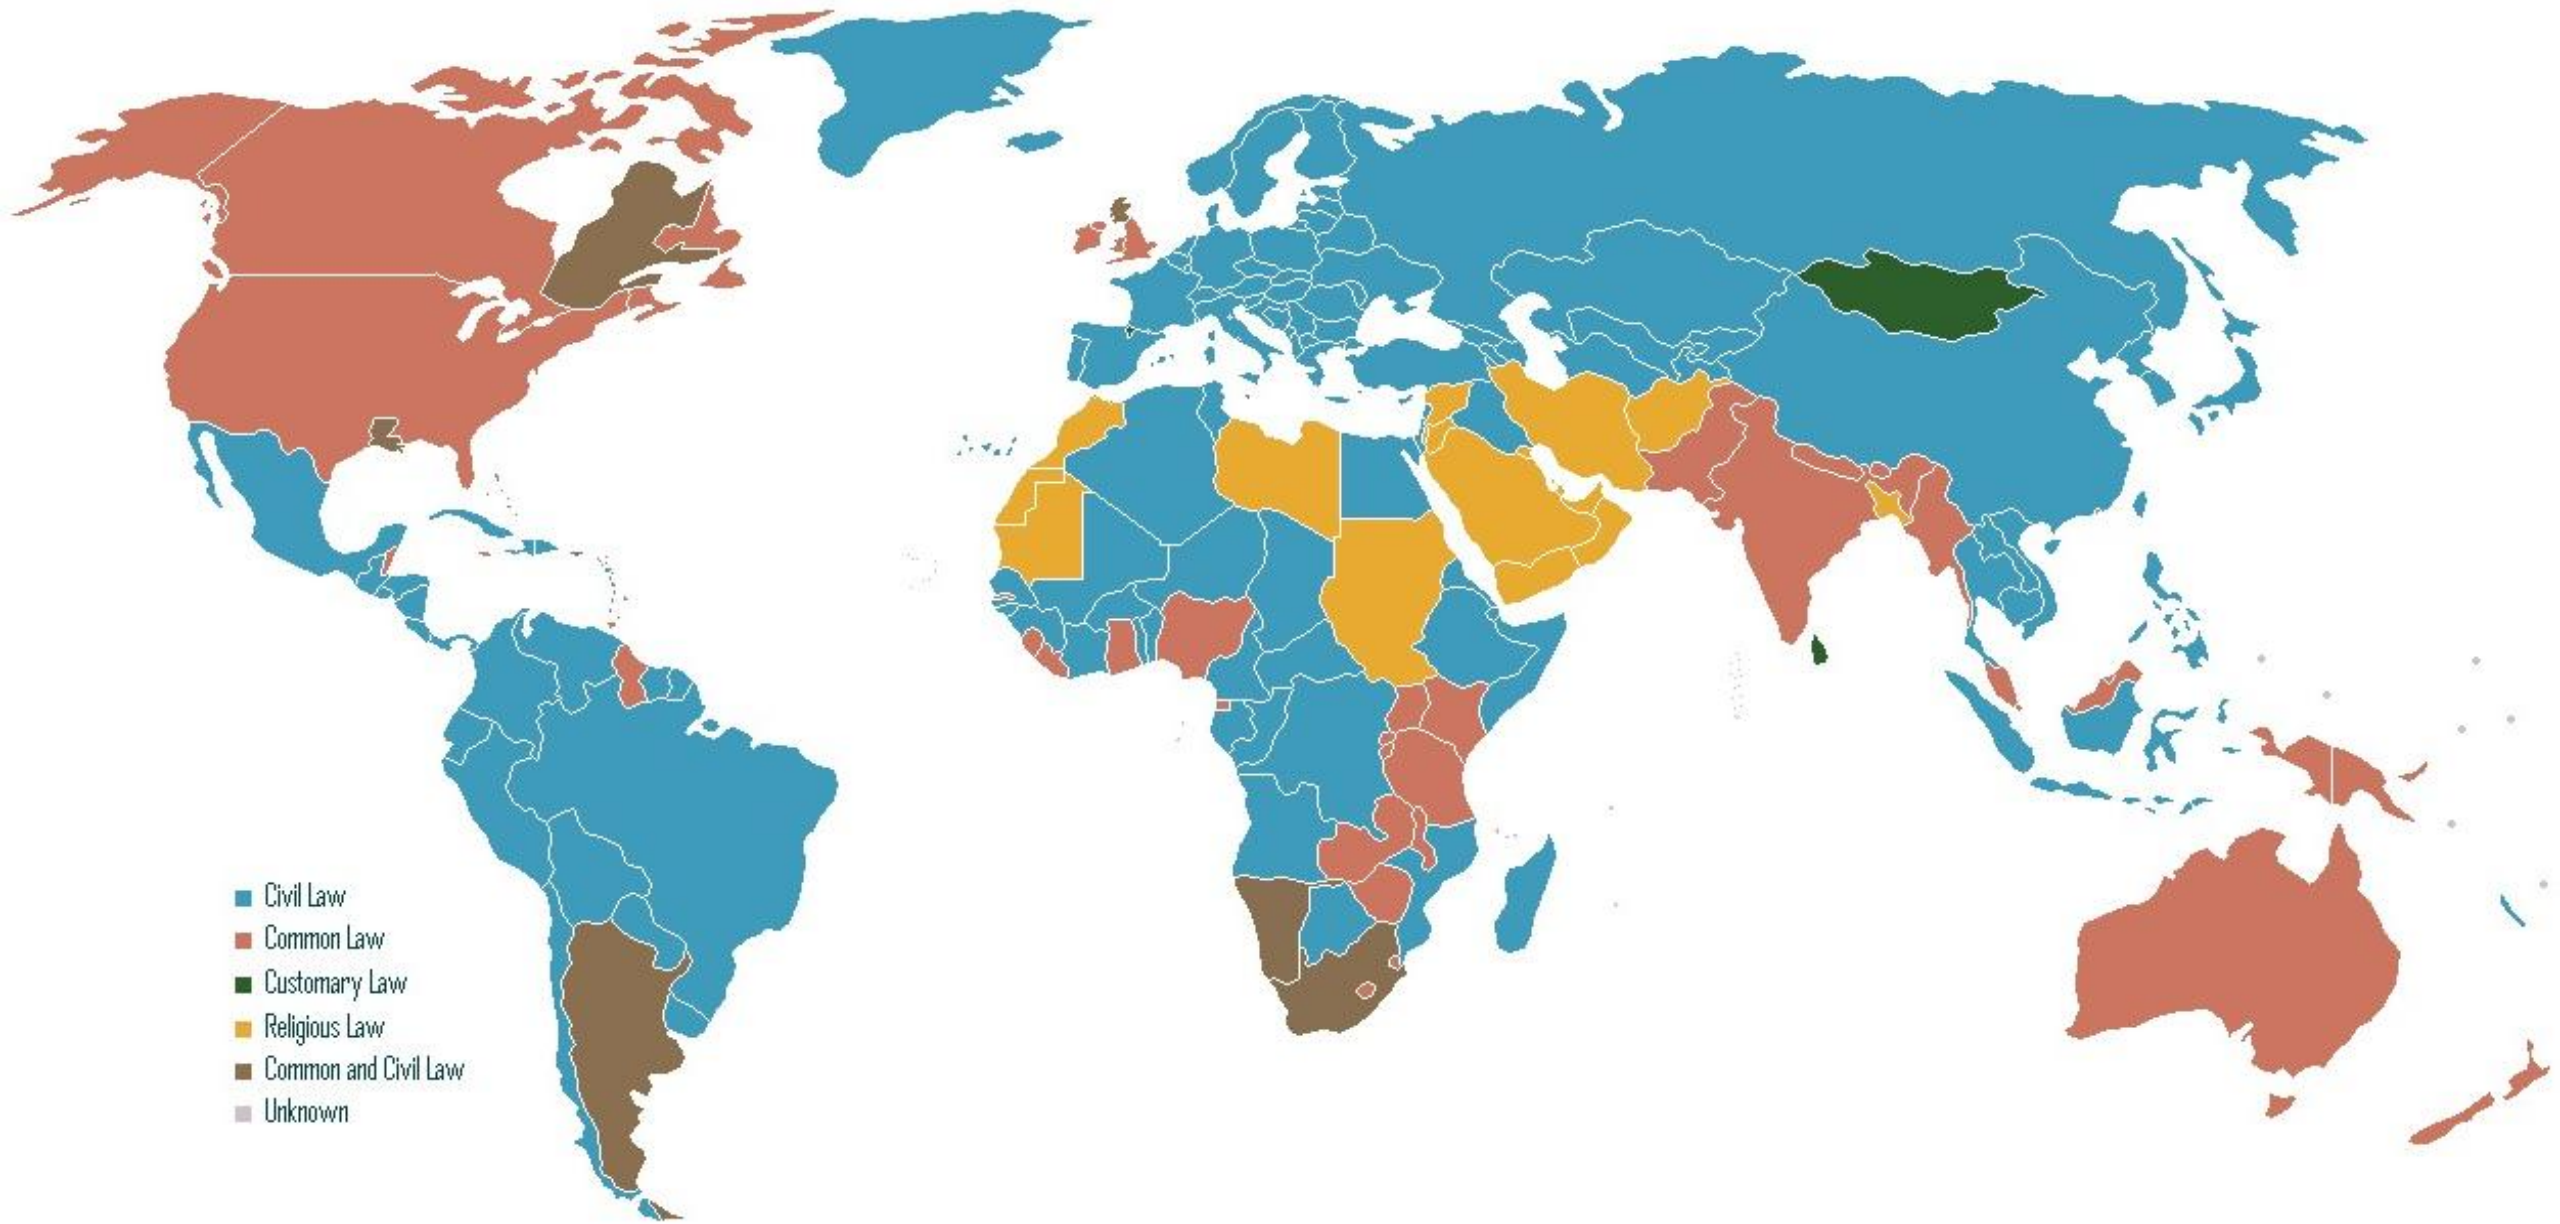 Civil Law
Common Law
Customary Law
Religious Law
Common and Civil Law
Unknown